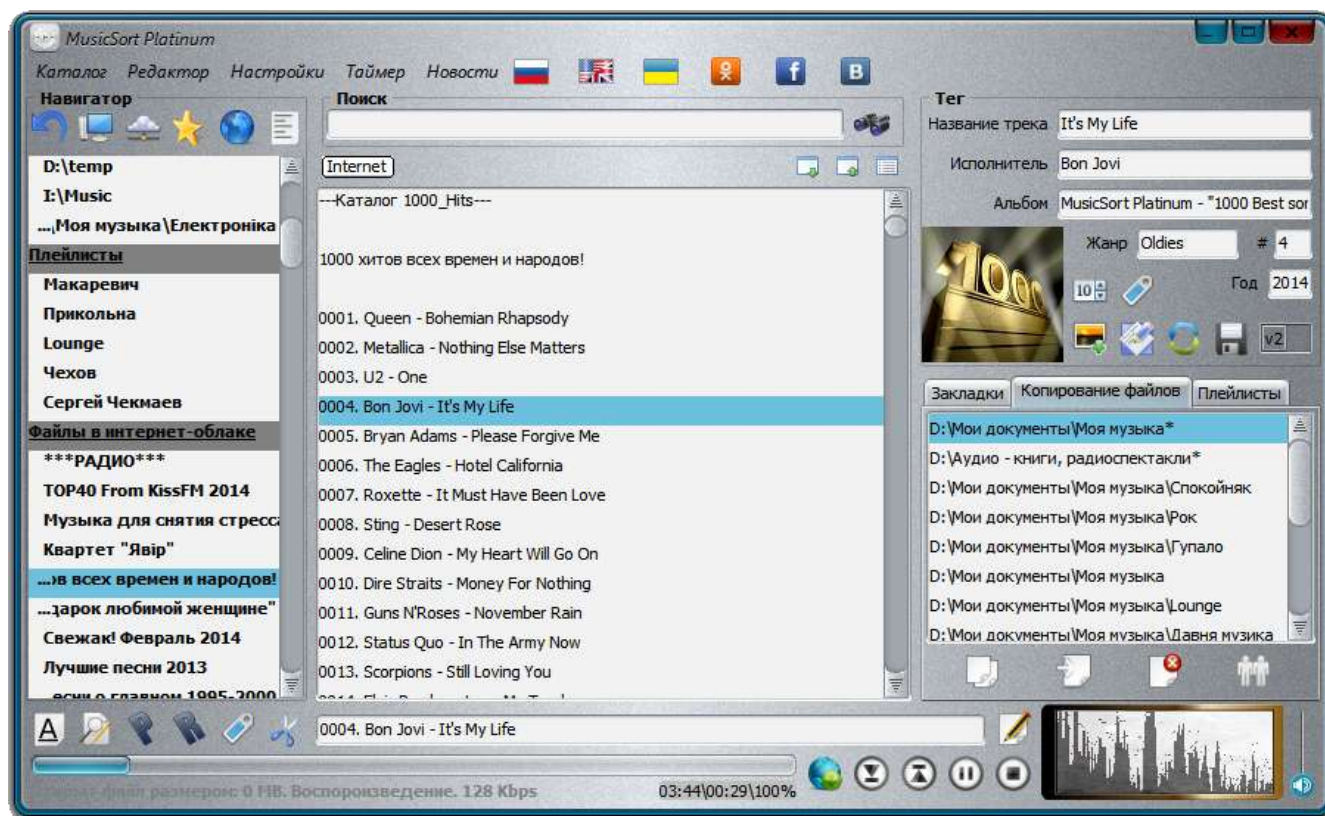 MusicSort Platinum
Каталог Редактор Настройки Таймер Новости
f
B
Навигатор
D:\temp
I:\Music
...\Моя музыка\Електроніка
Плейлисты
Макаревич
Прикольна
Lounge
Чехов
Сергей Чекмаев
Файлы в интернет-облаке
***РАДИО***
TOP40 From KissFM 2014
Музыка для снятия стресса
Квартет "Явір"
всех времен и народов!
любимой женщине"
Свежак! Февраль 2014
Лучшие песни 2013
о главном 1995-2000
Поиск
Internet
---Каталог 1000_Hits---
1000 хитов всех времен и народов!
0001. Queen - Bohemian Rhapsody
0002. Metallica - Nothing Else Matters
0003. U2 - One
0004. Bon Jovi - It's My Life
0005. Bryan Adams - Please Forgive Me
0006. The Eagles - Hotel California
0007. Roxette - It Must Have Been Love
0008. Sting - Desert Rose
0009. Celine Dion - My Heart Will Go On
0010. Dire Straits - Money For Nothing
0011. Guns N'Roses - November Rain
0012. Status Quo - In The Army Now
0013. Scorpions - Still Loving You
Тег
Название трека It's My Life
Исполнитель Bon Jovi
Альбом MusicSort Platinum - "1000 Best sor
1000
Жанр Oldies # 4
10 Год 2014
v2
Закладки Копирование файлов Плейлисты
D:\Мои документы\Моя музыка*
D:\Аудио - книги, радиоспектакли*
D:\Мои документы\Моя музыка\Спокойняк
D:\Мои документы\Моя музыка\Рок
D:\Мои документы\Моя музыка\Гупало
D:\Мои документы\Моя музыка
D:\Мои документы\Моя музыка\Lounge
D:\Мои документы\Моя музыка\Давня музика
A
0004. Bon Jovi - It's My Life
размером: 0 MB. Воспороизведение. 128 Kbps
03:44\00:29\100%